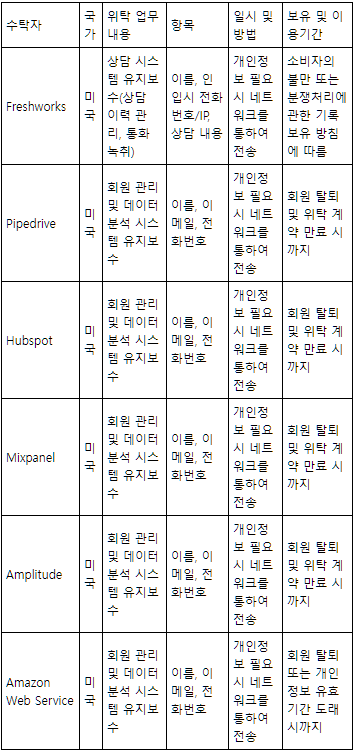 수탁자 국가 위탁 업무 내용 항목 일시 및 방법 보유 및 이용기간
Freshworks 미국 상담 시스템 유지보수(상담 이력 관리, 통화 녹취) 이름, 인입시 전화번호/IP, 상담 내용 개인정보 필요시 네트워크를 통하여 전송 소비자의 불만 또는 분쟁처리에 관한 기록 보유 방침에 따름
Pipedrive 미국 회원 관리 및 데이터 분석 시스템 유지보수 이름, 이메일, 전화번호 개인정보 필요시 네트워크를 통하여 전송 회원 탈퇴 및 위탁 계약 만료 시까지
Hubspot 미국 회원 관리 및 데이터 분석 시스템 유지보수 이름, 이메일, 전화번호 개인정보 필요시 네트워크를 통하여 전송 회원 탈퇴 및 위탁 계약 만료 시까지
Mixpanel 미국 회원 관리 및 데이터 분석 시스템 유지보수 이름, 이메일, 전화번호 개인정보 필요시 네트워크를 통하여 전송 회원 탈퇴 및 위탁 계약 만료 시까지
Amplitude 미국 회원 관리 및 데이터 분석 시스템 유지보수 이름, 이메일, 전화번호 개인정보 필요시 네트워크를 통하여 전송 회원 탈퇴 및 위탁 계약 만료 시까지
Amazon Web Service 미국 회원 관리 및 데이터 분석 시스템 유지보수 이름, 이메일, 전화번호 개인정보 필요시 네트워크를 통하여 전송 회원 탈퇴 또는 개인정보 유효기간 도래 시까지